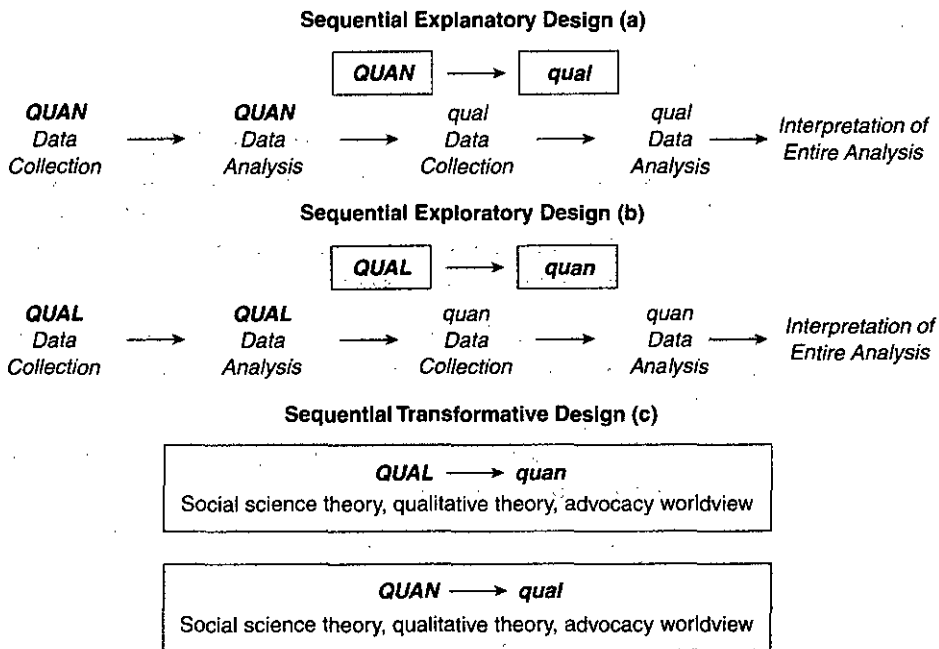 Sequential Explanatory Design (a)
QUAN → qual
QUAN QUAN qual qual
Data → Data → Data → Data → Interpretation of
Collection Analysis Collection Analysis Entire Analysis
Sequential Exploratory Design (b)
QUAL → quan
QUAL QUAL quan quan
Data → Data → Data → Data → Interpretation of
Collection Analysis Collection Analysis Entire Analysis
Sequential Transformative Design (c)
QUAL → quan
Social science theory, qualitative theory, advocacy worldview
QUAN → qual
Social science theory, qualitative theory, advocacy worldview